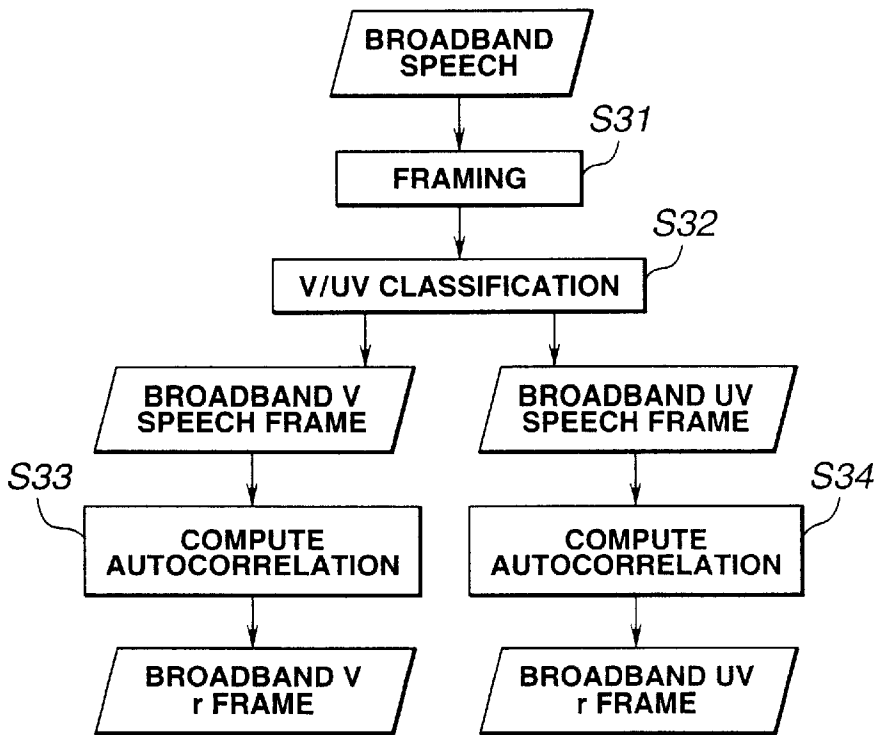 BROADBAND
SPEECH
S31
FRAMING
S32
V/UV CLASSIFICATION
BROADBAND V
SPEECH FRAME
BROADBAND UV
SPEECH FRAME
S33
COMPUTE
AUTOCORRELATION
S34
COMPUTE
AUTOCORRELATION
BROADBAND V
r FRAME
BROADBAND UV
r FRAME